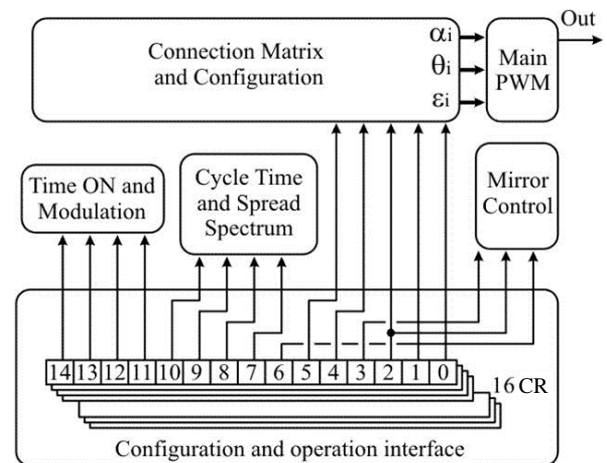 Out
Connection Matrix
and Configuration
αi
θi
εi
Main
PWM
Time ON and
Modulation
Cycle Time
and Spread
Spectrum
Mirror
Control
14 13 12 11 10 9 8 7 6 5 4 3 2 1 0
16 CR
Configuration and operation interface